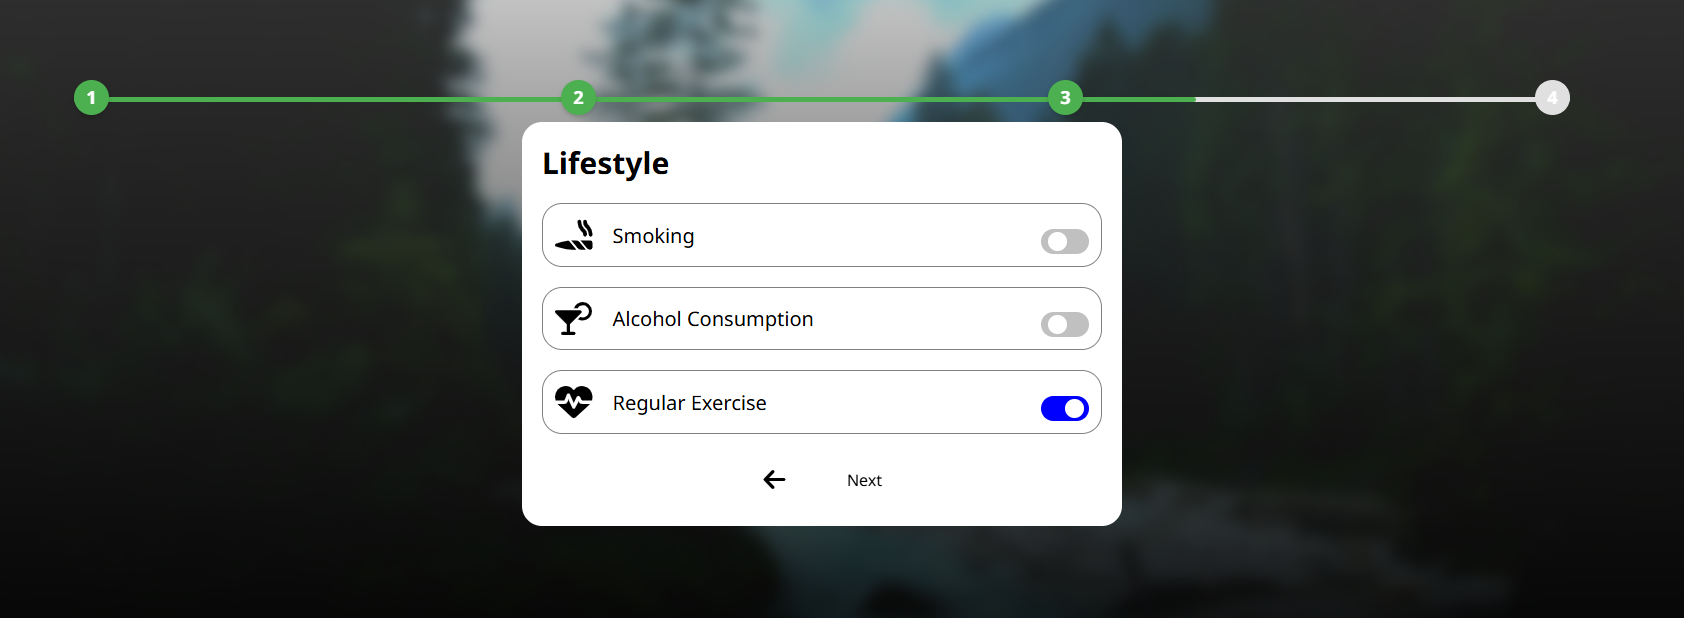 1 2 3 4
Lifestyle
Smoking
Alcohol Consumption
Regular Exercise
Next